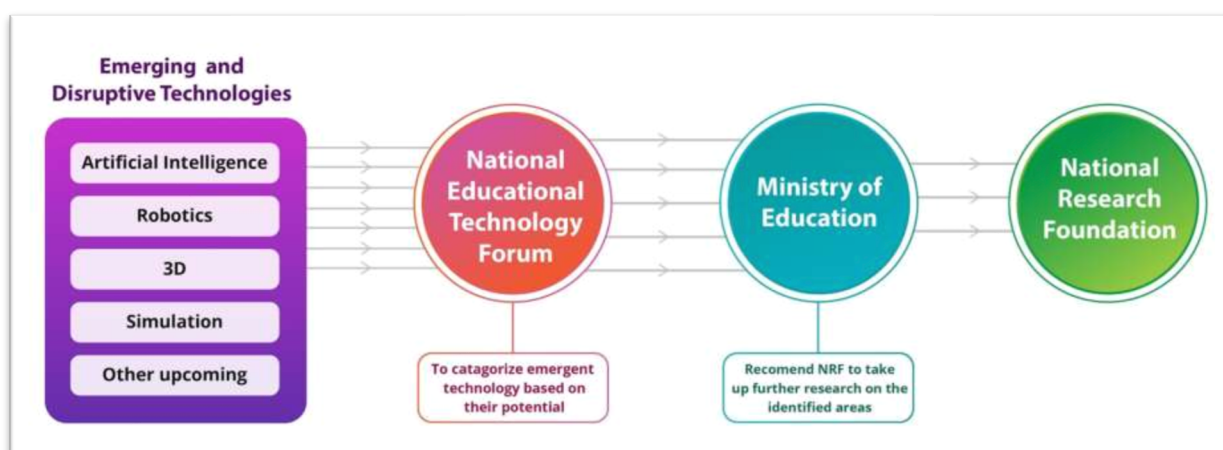 Emerging and
Disruptive Technologies
Artificial Intelligence
Robotics
3D
Simulation
Other upcoming
National
Educational
Technology
Forum
To catagorize emergent
technology based on
their potential
Ministry of
Education
Recomend NRF to take
up further research on the
identified areas
National
Research
Foundation